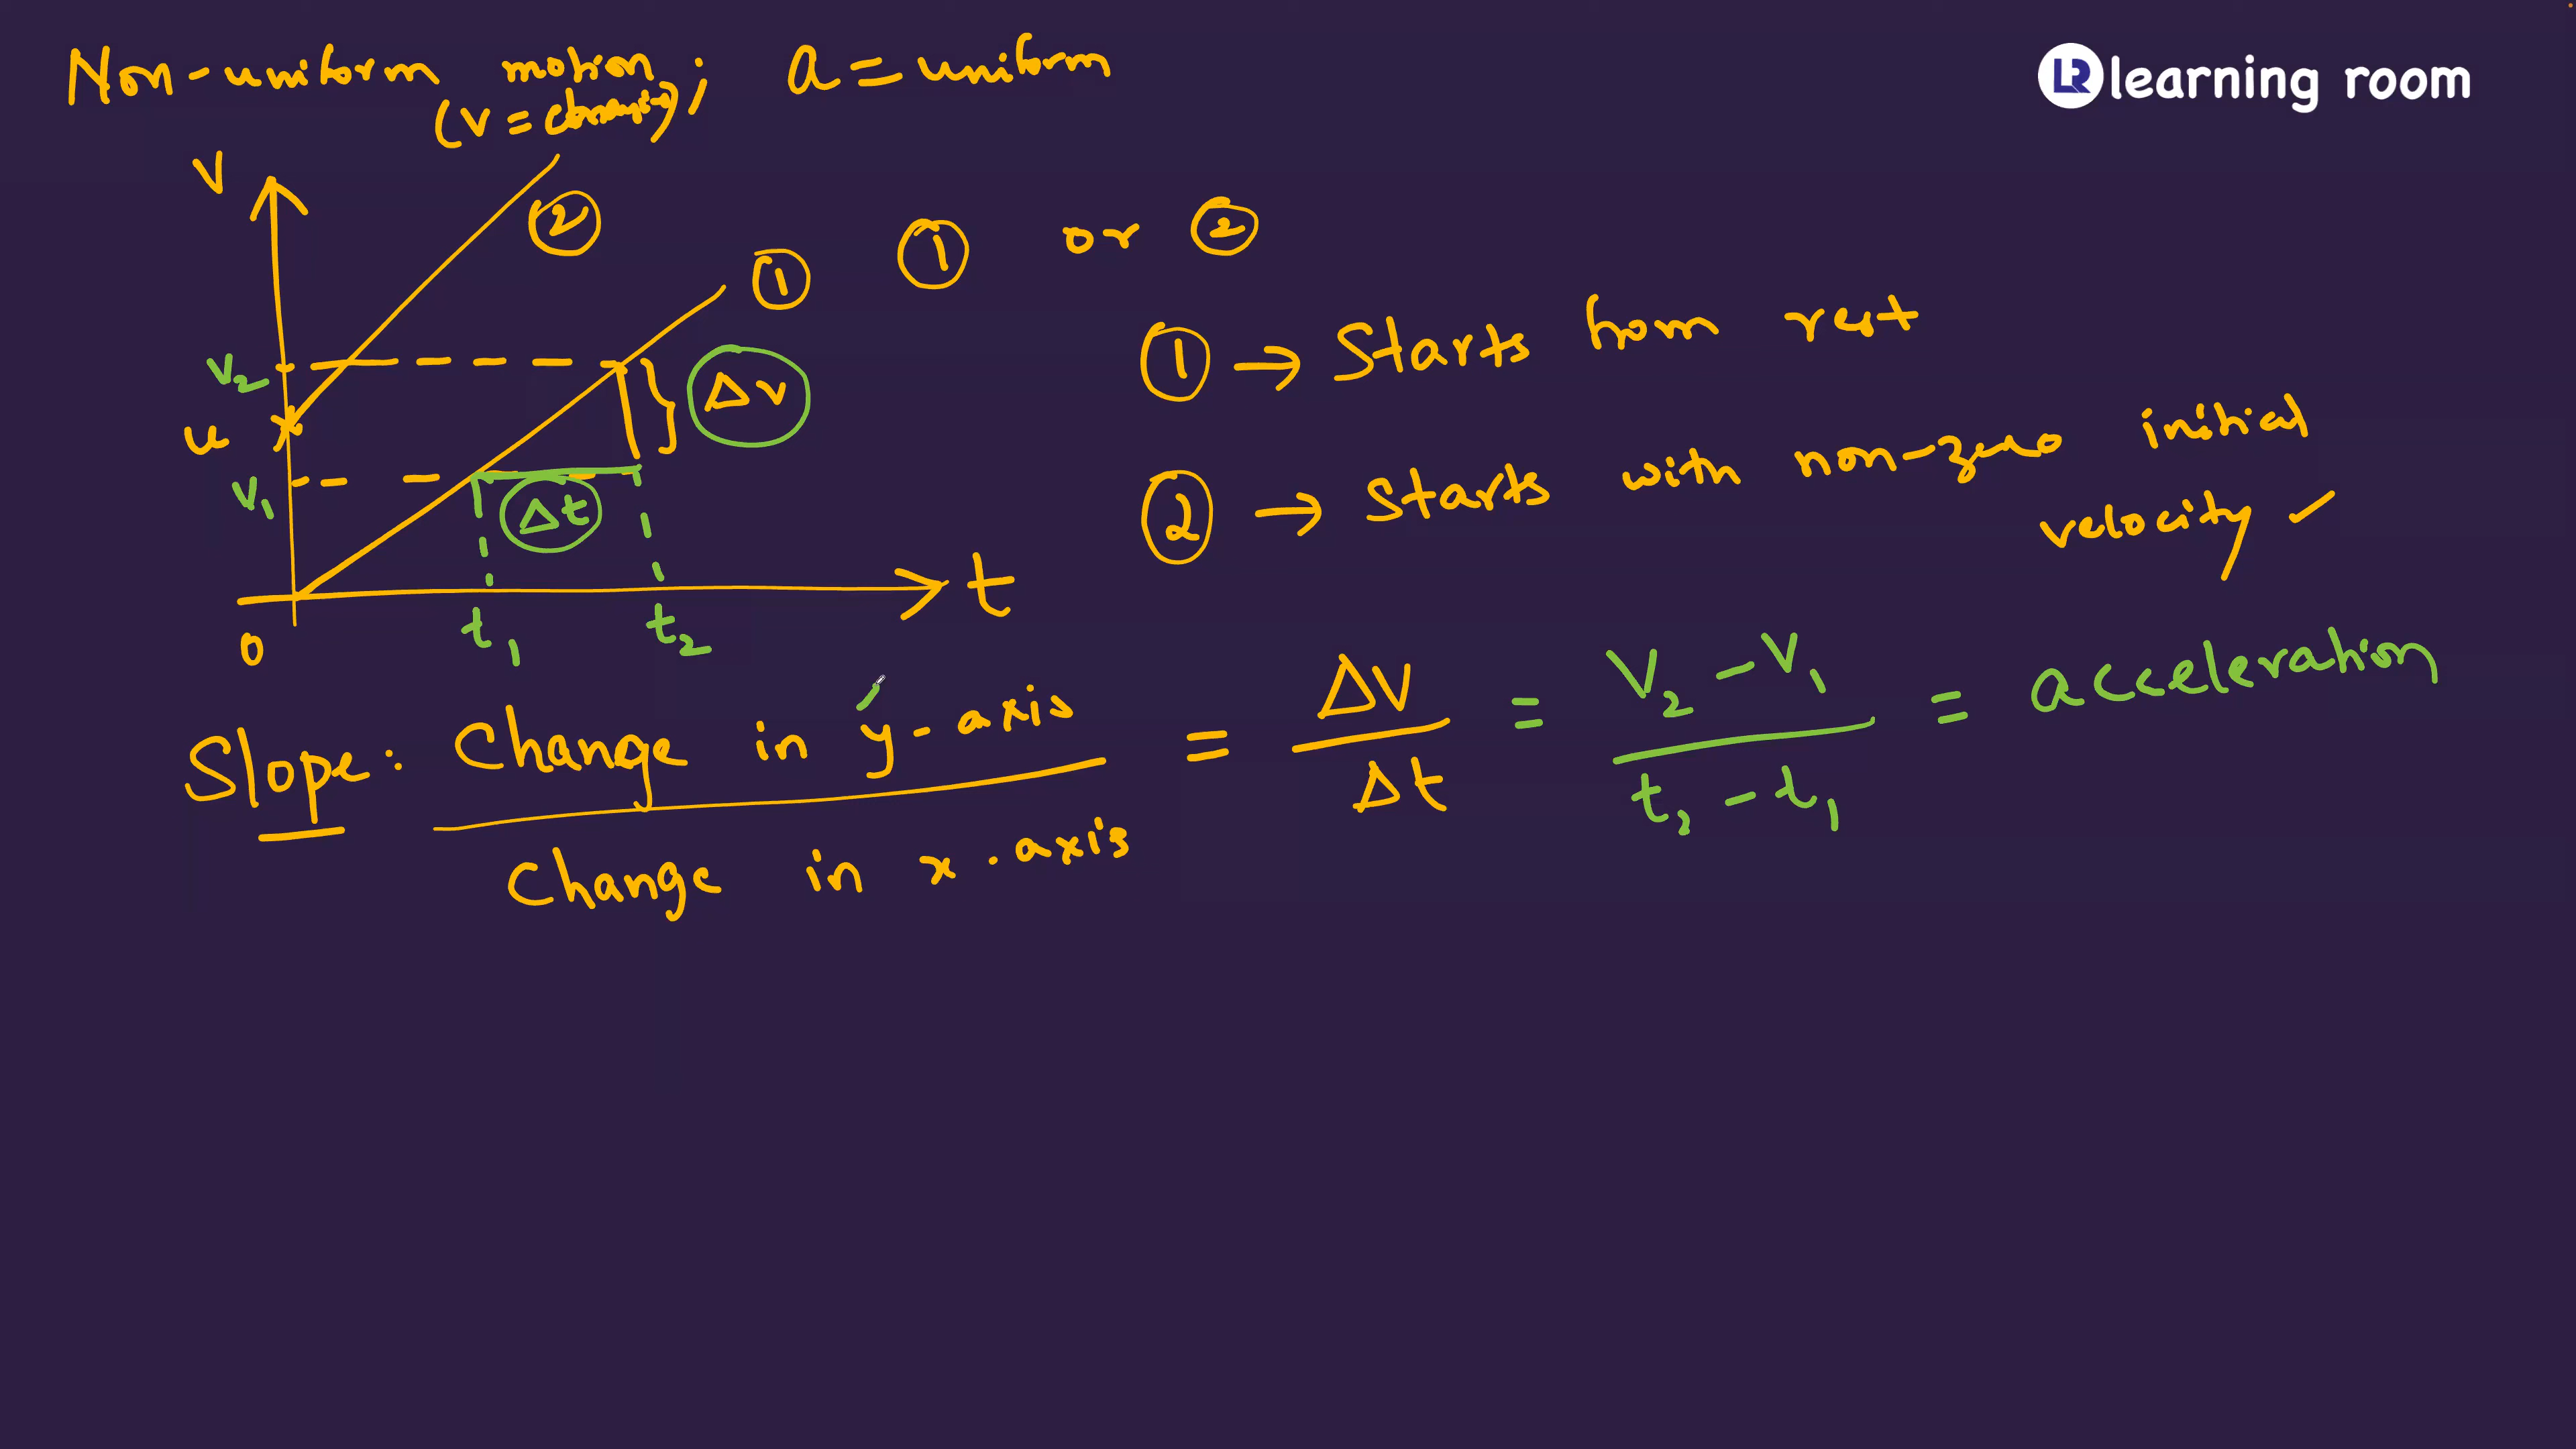 Non-uniform motion ; a = uniform
(v = changing)
learning room
v
②
①
① or ②
v₂
Δv
u
v₁
Δt
t
0
t₁
t₂
① → Starts from rest
② → Starts with non-zero initial
velocity ✓
Slope : Change in y-axis = Δv = v₂ - v₁ = acceleration
Change in x-axis Δt t₂ - t₁